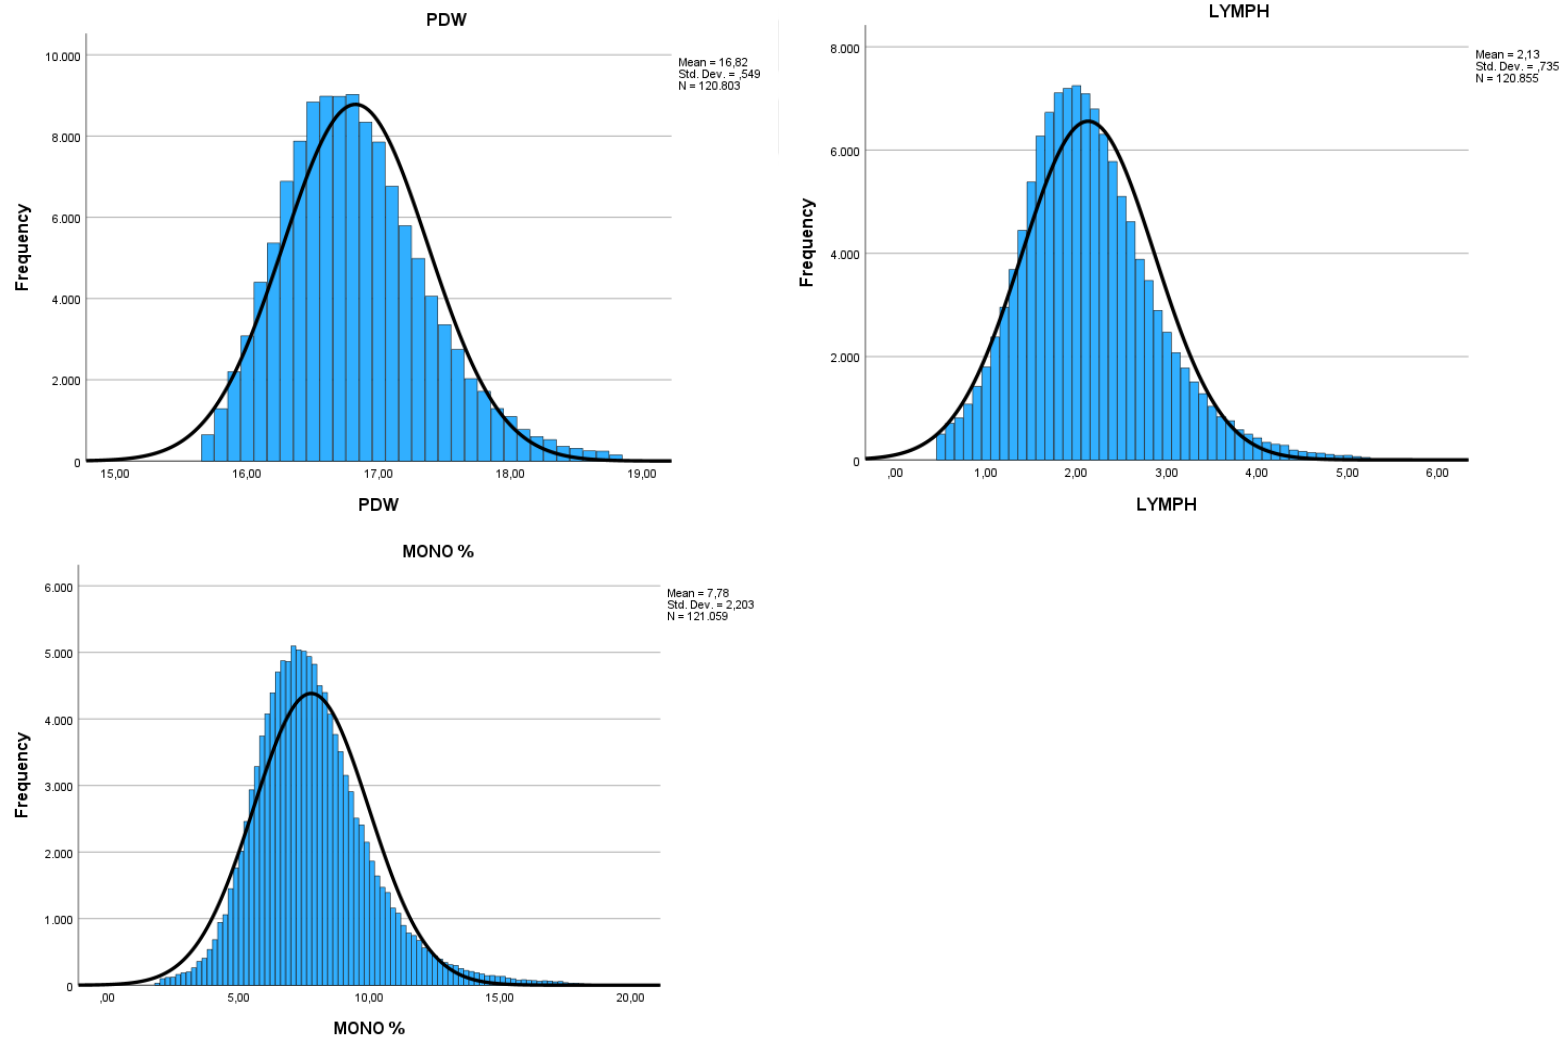 PDW
10.000
8.000
6.000
4.000
2.000
0
Frequency
15,00 16,00 17,00 18,00 19,00
PDW
Mean = 16,82
Std. Dev. = ,549
N = 120.803
LYMPH
8.000
6.000
4.000
2.000
0
Frequency
,00 1,00 2,00 3,00 4,00 5,00 6,00
LYMPH
Mean = 2,13
Std. Dev. = ,735
N = 120.855
MONO %
6.000
5.000
4.000
3.000
2.000
1.000
0
Frequency
,00 5,00 10,00 15,00 20,00
MONO %
Mean = 7,78
Std. Dev. = 2,203
N = 121.059